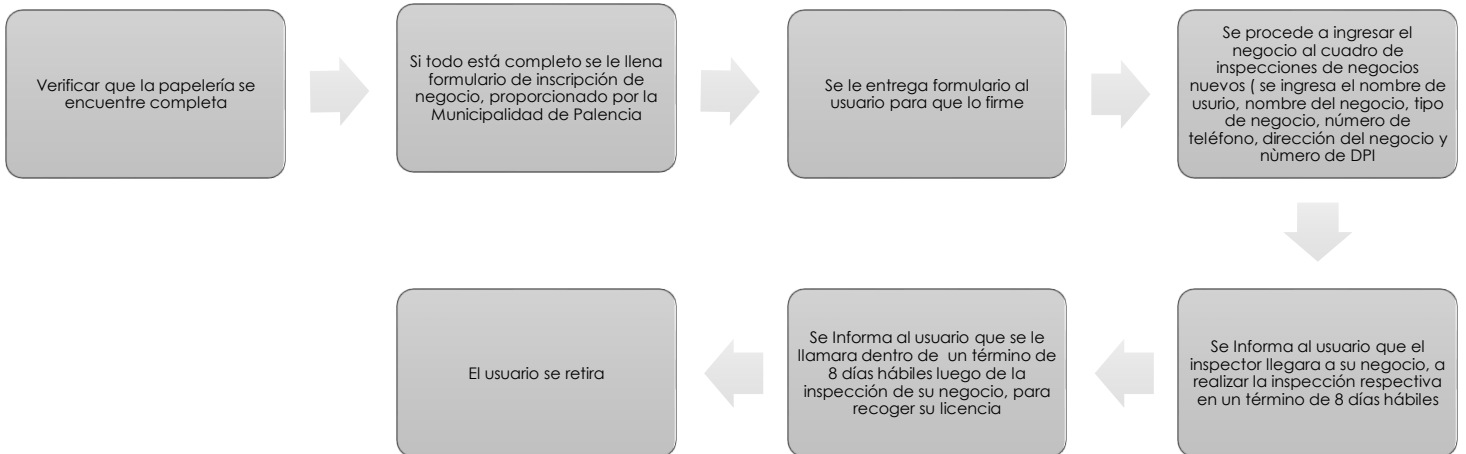 Verificar que la papelería se
encuentre completa
Si todo está completo se le llena
formulario de inscripción de
negocio, proporcionado por la
Municipalidad de Palencia
Se le entrega formulario al
usuario para que lo firme
Se procede a ingresar el
negocio al cuadro de
inspecciones de negocios
nuevos ( se ingresa el nombre de
usurio, nombre del negocio, tipo
de negocio, número de
teléfono, dirección del negocio y
nùmero de DPI
Se Informa al usuario que el
inspector llegara a su negocio, a
realizar la inspección respectiva
en un término de 8 días hábiles
Se Informa al usuario que se le
llamara dentro de un término de
8 días hábiles luego de la
inspección de su negocio, para
recoger su licencia
El usuario se retira